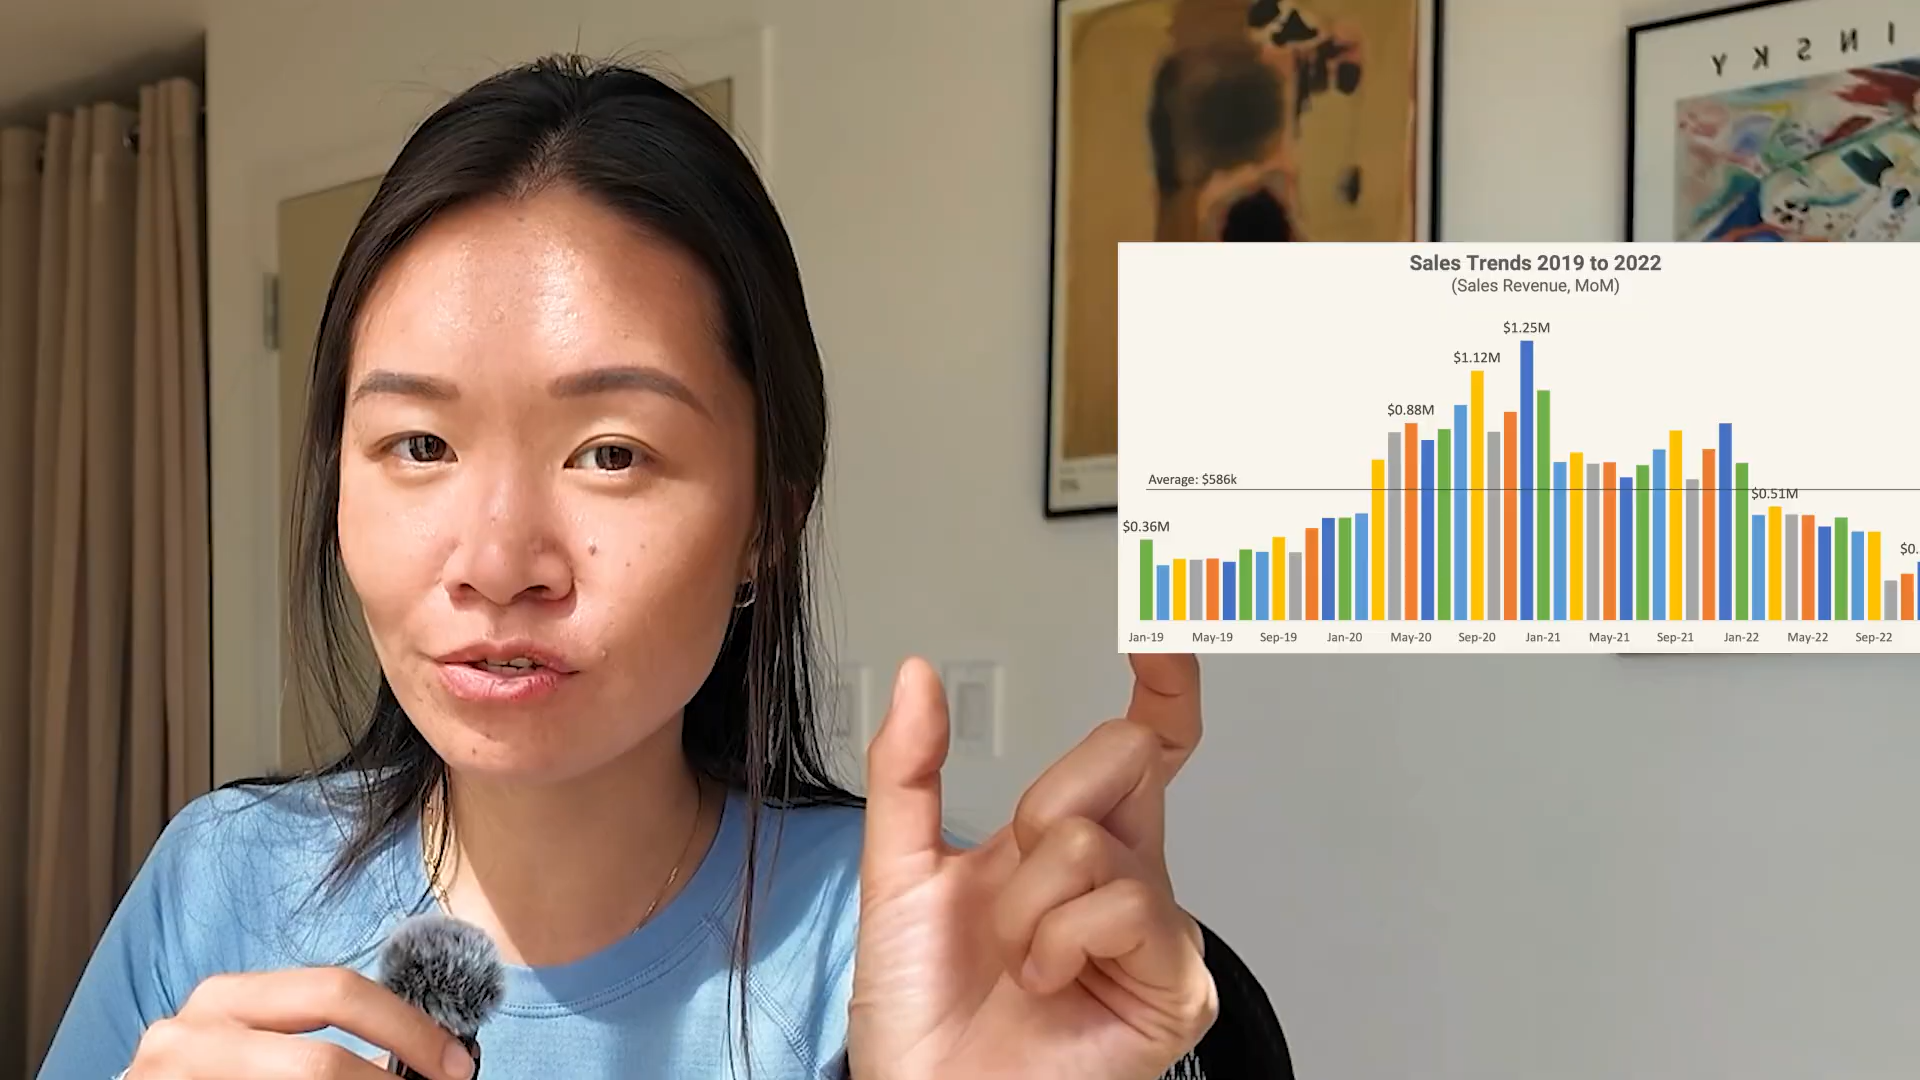 INSKY
Sales Trends 2019 to 2022
(Sales Revenue, MoM)
$1.25M
$1.12M
$0.88M
Average: $586k
$0.51M
$0.36M
$0.
Jan-19 May-19 Sep-19 Jan-20 May-20 Sep-20 Jan-21 May-21 Sep-21 Jan-22 May-22 Sep-22